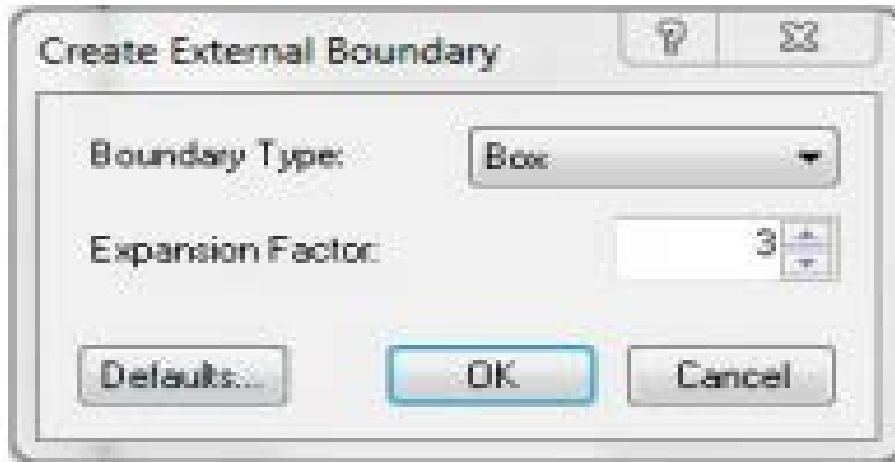 Create External Boundary
Boundary Type: Box
Expansion Factor: 3
Defaults... OK Cancel